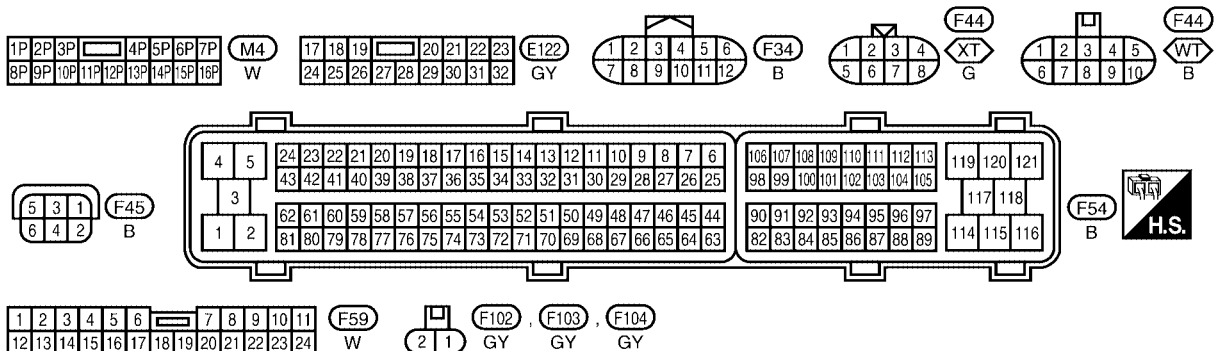 1P 2P 3P 4P 5P 6P 7P
8P 9P 10P 11P 12P 13P 14P 15P 16P
M4
W
17 18 19 20 21 22 23
24 25 26 27 28 29 30 31 32
E122
GY
1 2 3 4 5 6
7 8 9 10 11 12
F34
B
1 2 3 4
5 6 7 8
F44
XT
G
1 2 3 4 5
6 7 8 9 10
F44
WT
B
5 3 1
6 4 2
F45
B
4 5
3
1 2
24 23 22 21 20 19 18 17 16 15 14 13 12 11 10 9 8 7 6
43 42 41 40 39 38 37 36 35 34 33 32 31 30 29 28 27 26 25
62 61 60 59 58 57 56 55 54 53 52 51 50 49 48 47 46 45 44
81 80 79 78 77 76 75 74 73 72 71 70 69 68 67 66 65 64 63
106 107 108 109 110 111 112 113
98 99 100 101 102 103 104 105
90 91 92 93 94 95 96 97
82 83 84 85 86 87 88 89
119 120 121
117 118
114 115 116
F54
B
H.S.
1 2 3 4 5 6 7 8 9 10 11
12 13 14 15 16 17 18 19 20 21 22 23 24
F59
W
2 1
F102 , F103 , F104
GY GY GY